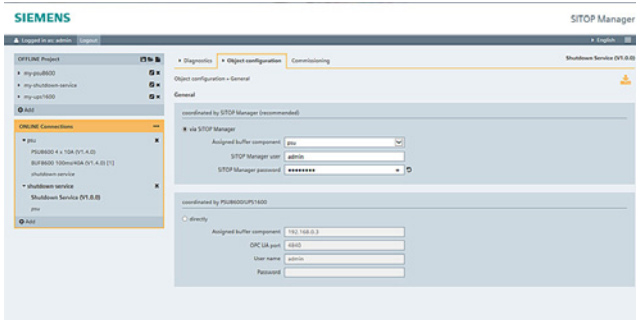 SIEMENS
SITOP Manager
Logged in as: admin Logout
English
OFFLINE Project
my-psu8600
my-shutdown-service
my-ups1600
Add
ONLINE Connections
psu
PSU8600 4 x 10A (V1.4.0)
BUF8600 100ms/40A (V1.4.0) [1]
shutdown-service
shutdown-service
Shutdown Service (V1.0.0)
psu
Add
Diagnostics Object configuration Commissioning
Shutdown Service (V1.0.0)
Object configuration » General
General
coordinated by SITOP Manager (recommended)
via SITOP Manager
Assigned buffer component psu
SITOP Manager user admin
SITOP Manager password ••••••••
coordinated by PSU8600/UPS1600
directly
Assigned buffer component 192.168.0.3
OPC UA port 4840
User name admin
Password